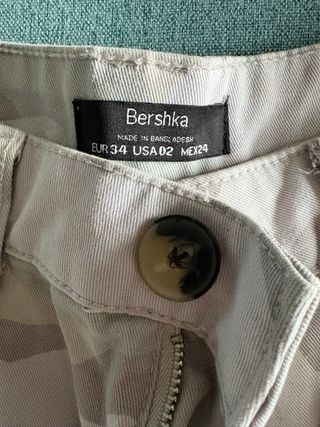 Bershka
MADE IN BANGLADESH
EUR 34 USA 02 MEX 24